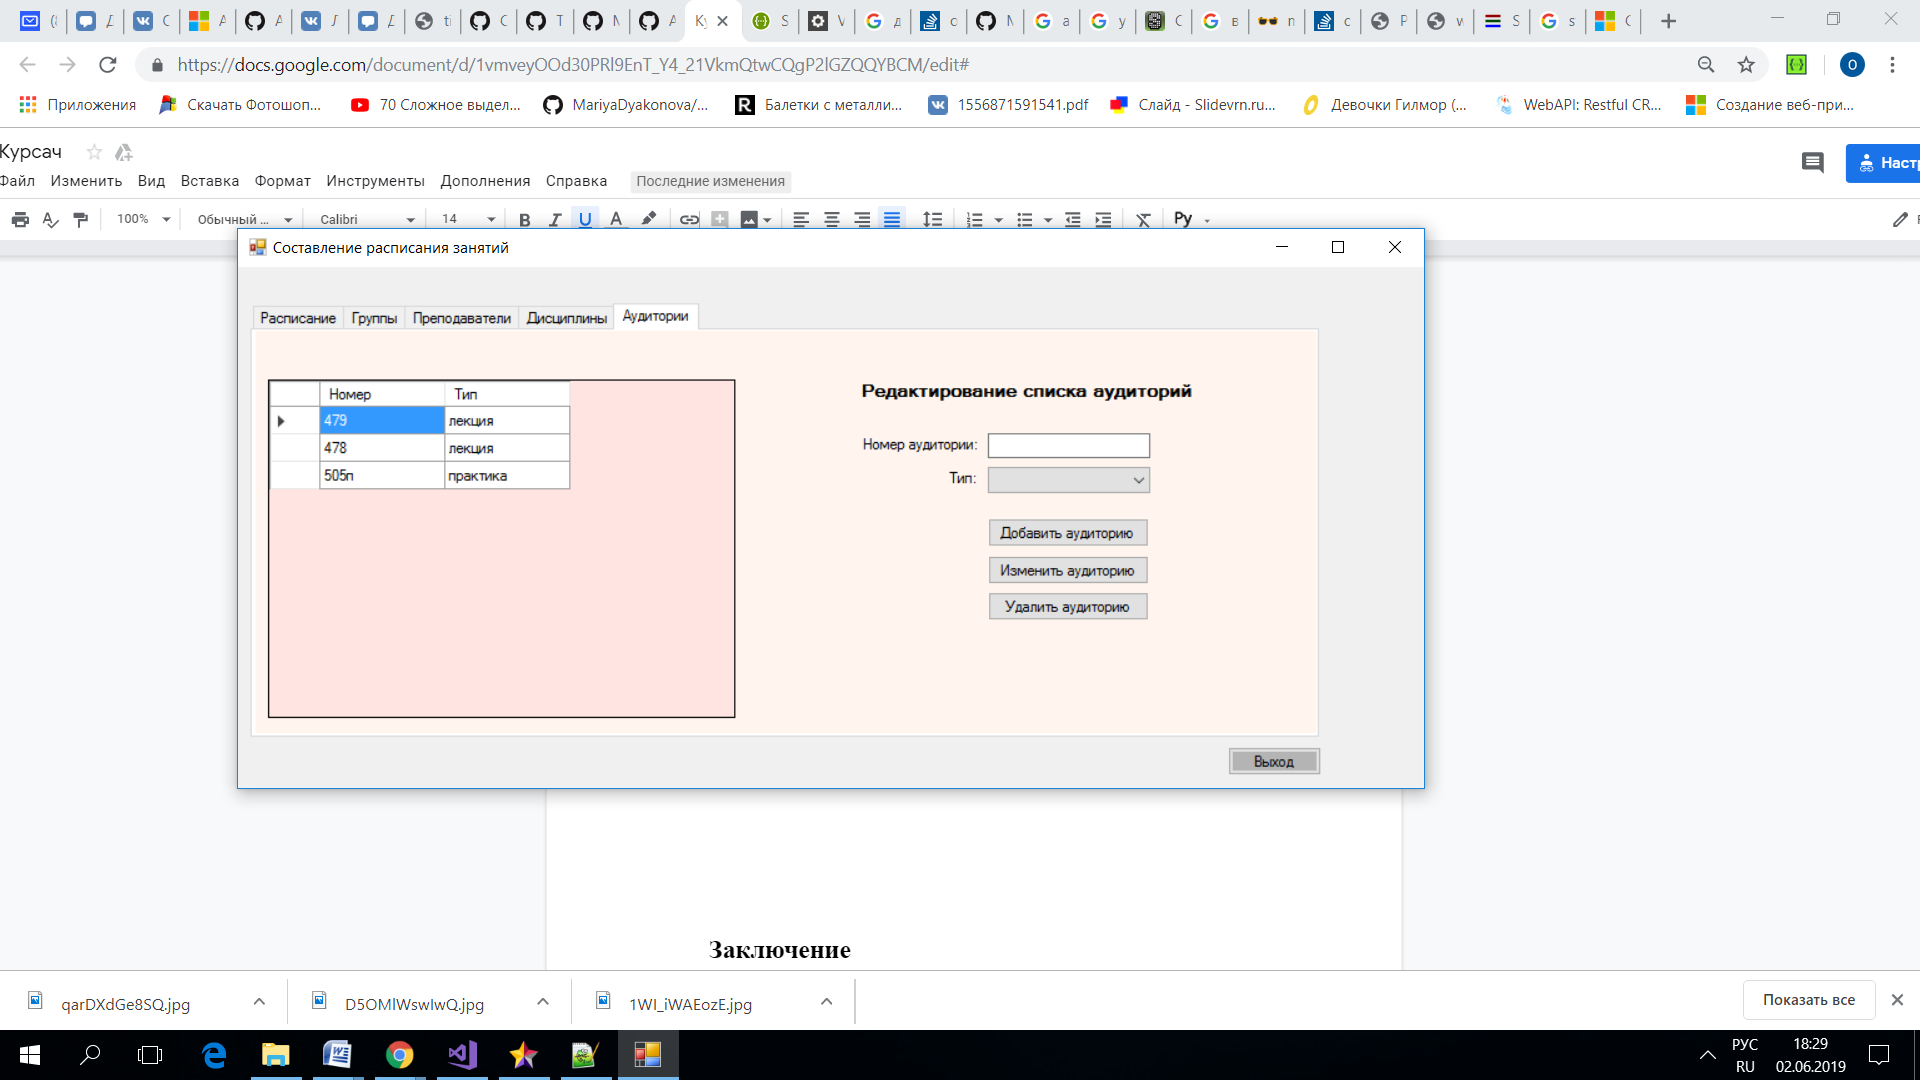 https://docs.google.com/document/d/1vmveyOOd30PRl9EnT_Y4_21VkmQtwCQgP2lGZQQYBCM/edit#
Приложения
Скачать Фотошоп...
70 Сложное выдел...
MariyaDyakonova/...
Балетки с металли...
1556871591541.pdf
Слайд - Slidevrn.ru...
Девочки Гилмор (...
WebAPI: Restful CR...
Создание веб-при...
Курсач
Файл Изменить Вид Вставка Формат Инструменты Дополнения Справка Последние изменения
Наст
100% Обычный ... Calibri 14 B I U A Ру
Составление расписания занятий
Расписание Группы Преподаватели Дисциплины Аудитории
Номер Тип
479 лекция
478 лекция
505п практика
Редактирование списка аудиторий
Номер аудитории:
Тип:
Добавить аудиторию
Изменить аудиторию
Удалить аудиторию
Выход
Заключение
qarDXdGe8SQ.jpg
D5OMlWswIwQ.jpg
1WI_iWAEozE.jpg
Показать все
РУС
RU
18:29
02.06.2019